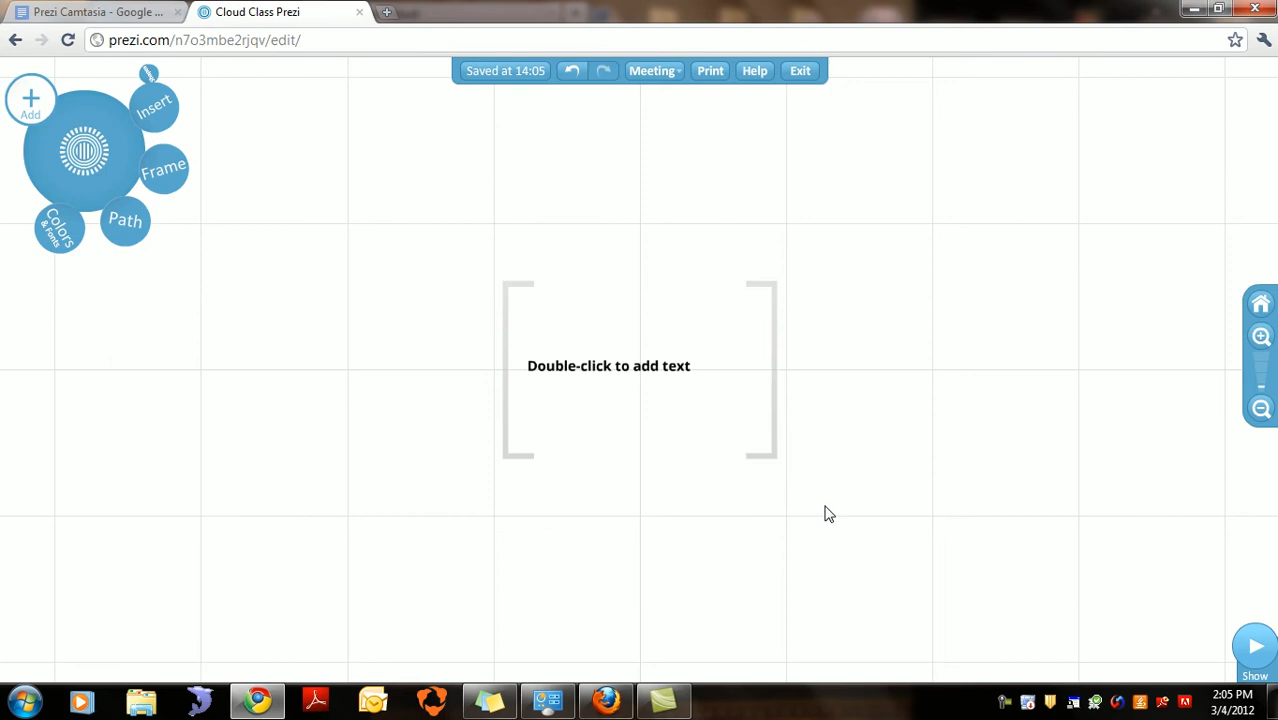 Prezi Camtasia - Google ...
Cloud Class Prezi
prezi.com/n7o3mbe2rjqv/edit/
Saved at 14:05
Meeting
Print
Help
Exit
Add
Insert
Frame
Path
Colors
& Fonts
Double-click to add text
Show
2:05 PM
3/4/2012